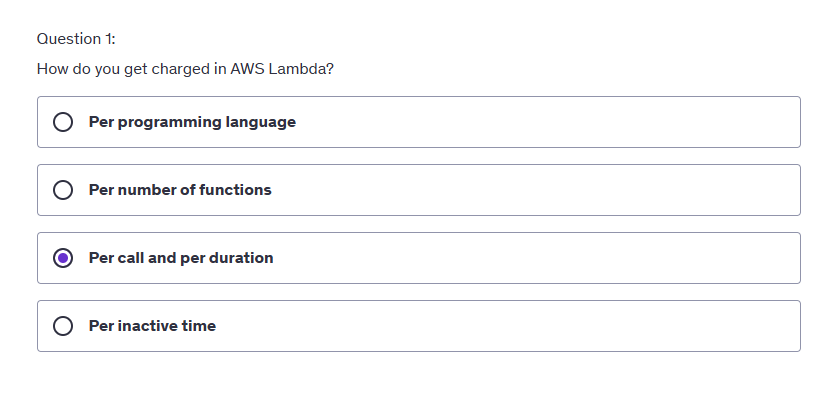 Question 1:
How do you get charged in AWS Lambda?
Per programming language
Per number of functions
Per call and per duration
Per inactive time